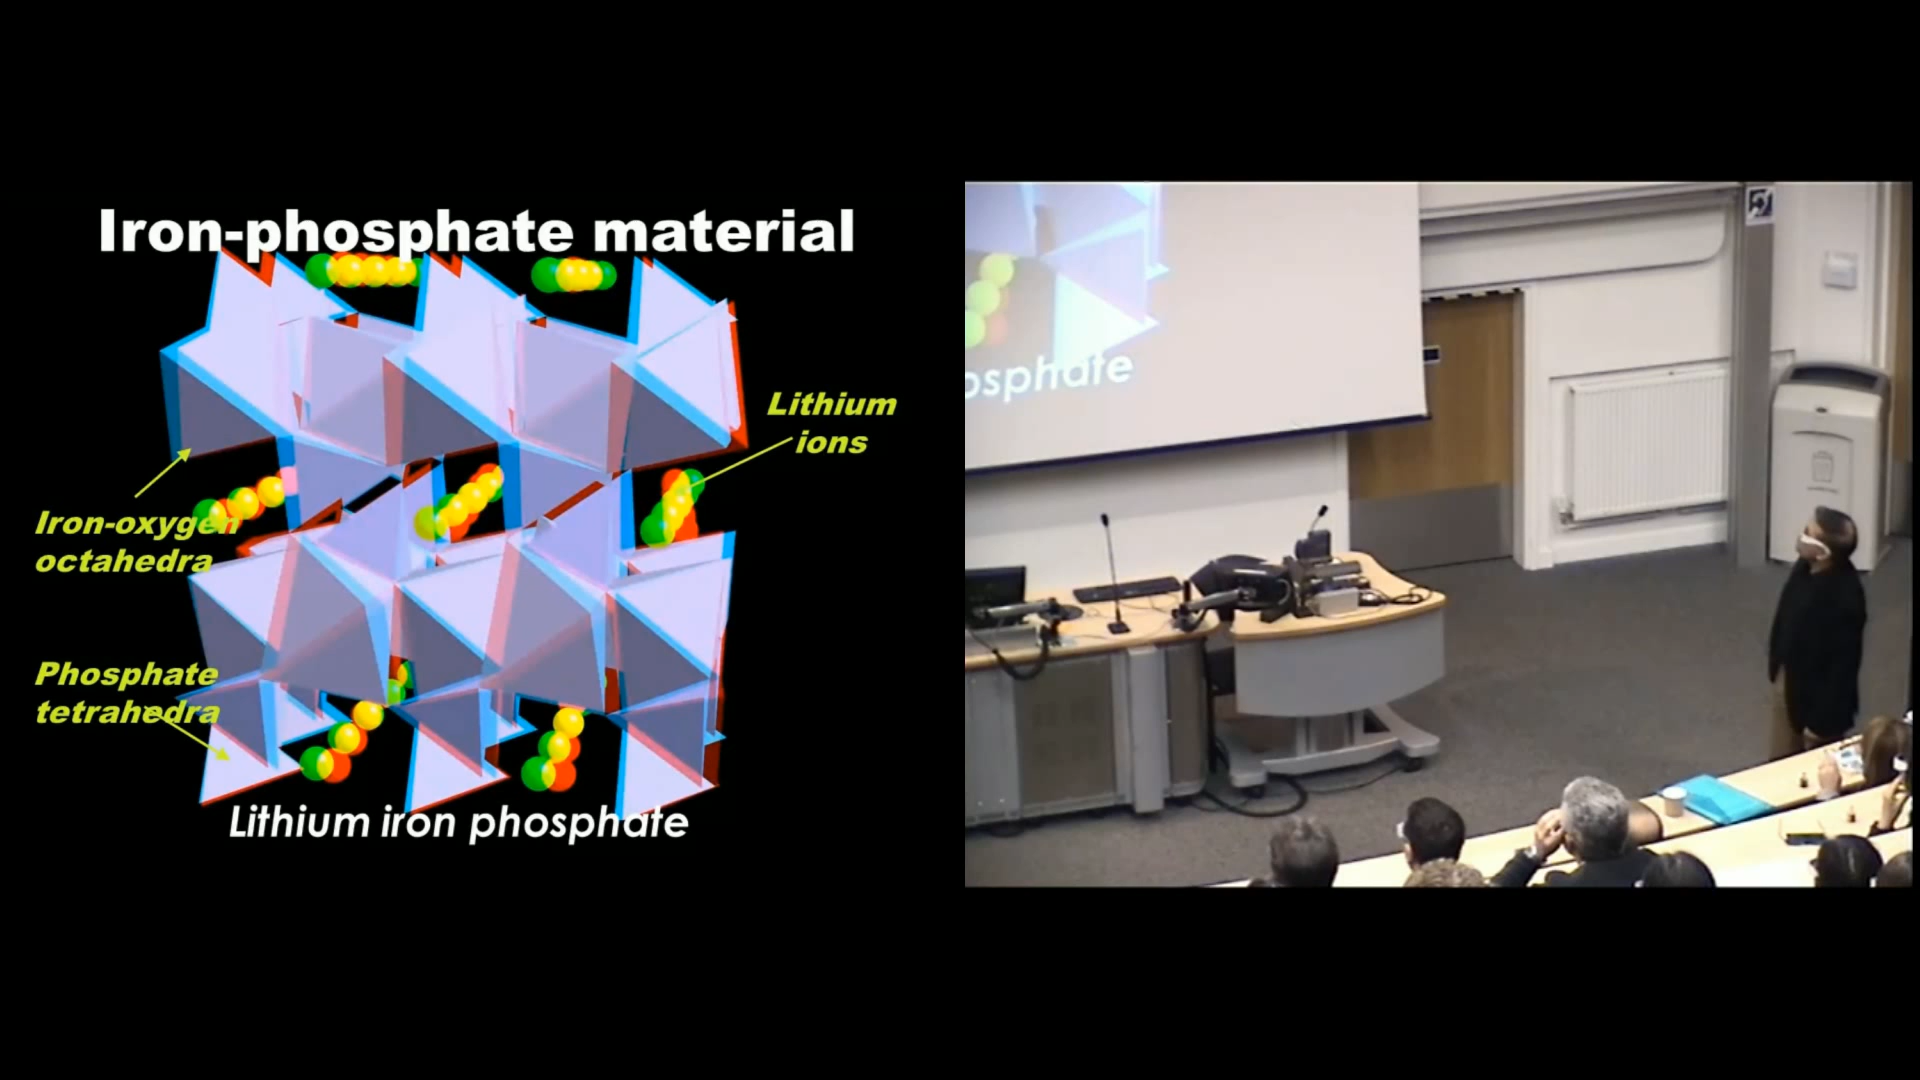 Iron-phosphate material
Lithium
ions
Iron-oxygen
octahedra
Phosphate
tetrahedra
Lithium iron phosphate
osphate